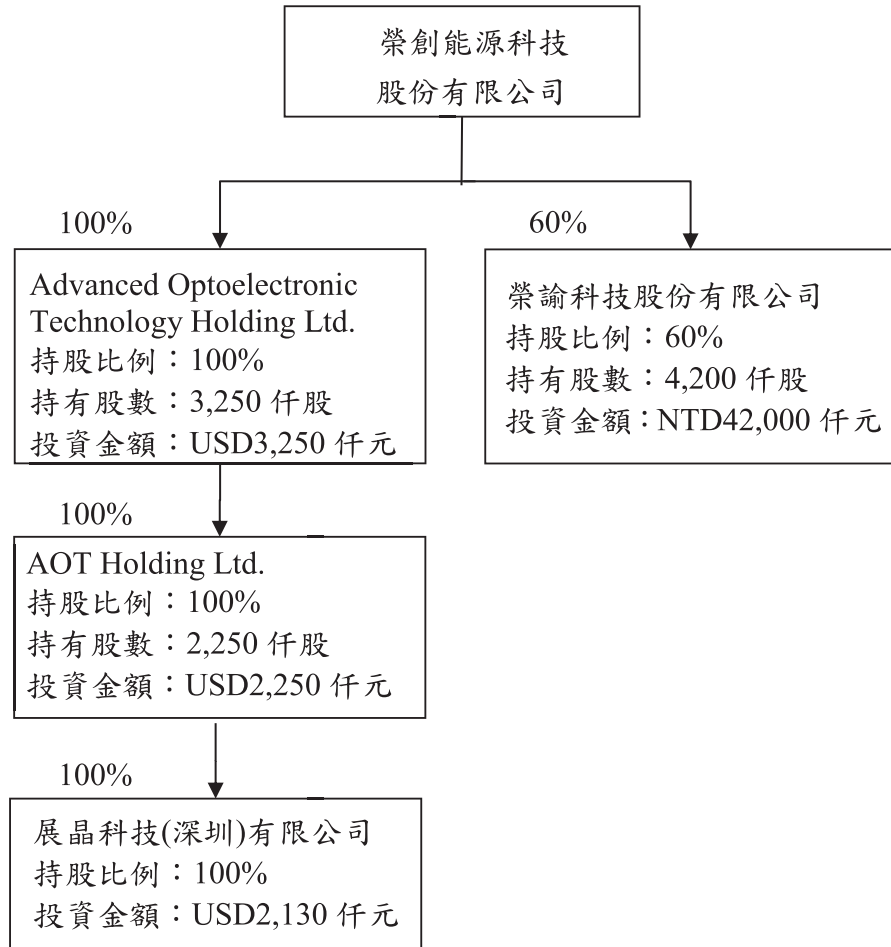 榮創能源科技
股份有限公司
100%
60%
Advanced Optoelectronic
Technology Holding Ltd.
持股比例：100%
持有股數：3,250 仟股
投資金額：USD3,250 仟元
榮諭科技股份有限公司
持股比例：60%
持有股數：4,200 仟股
投資金額：NTD42,000 仟元
100%
AOT Holding Ltd.
持股比例：100%
持有股數：2,250 仟股
投資金額：USD2,250 仟元
100%
展晶科技(深圳)有限公司
持股比例：100%
投資金額：USD2,130 仟元